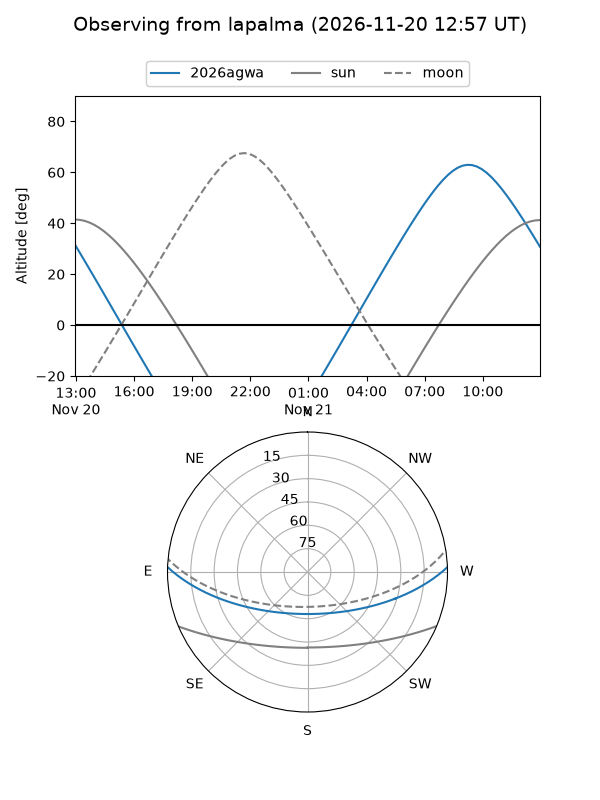 Observing from lapalma (2026-11-20 12:57 UT)
2026agwa sun moon
Altitude [deg]
80
60
40
20
0
−20
13:00 16:00 19:00 22:00 01:00 04:00 07:00 10:00
Nov 20 Nov 21
N
NE NW
15
30
45
60
75
E W
SE SW
S